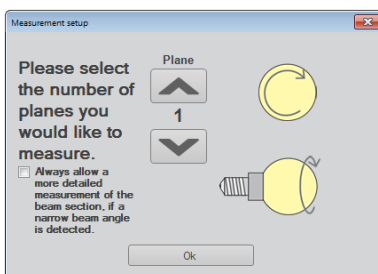 Measurement setup
Please select
the number of
planes you
would like to
measure.
Always allow a
more detailed
measurement of the
beam section, if a
narrow beam angle
is detected.
Plane
1
Ok